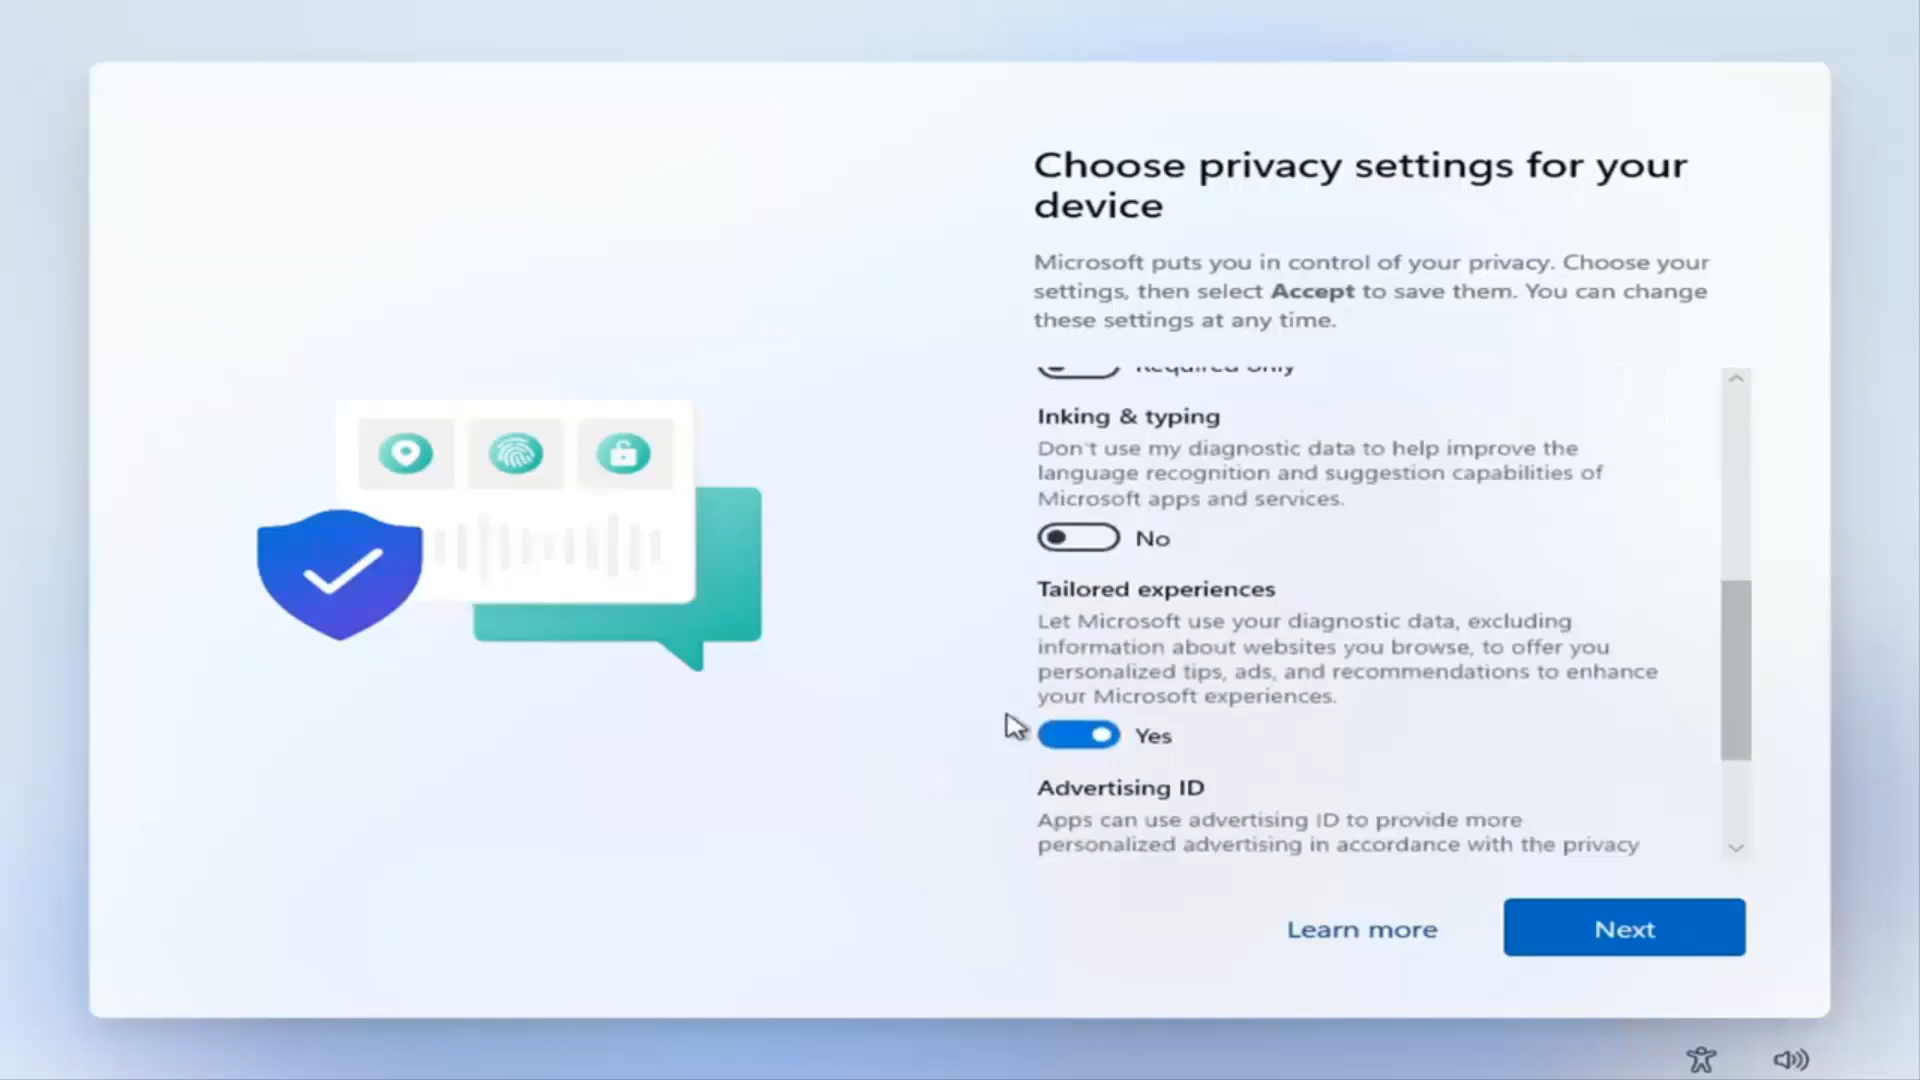 Choose privacy settings for your
device
Microsoft puts you in control of your privacy. Choose your
settings, then select Accept to save them. You can change
these settings at any time.
Required only
Inking & typing
Don't use my diagnostic data to help improve the
language recognition and suggestion capabilities of
Microsoft apps and services.
No
Tailored experiences
Let Microsoft use your diagnostic data, excluding
information about websites you browse, to offer you
personalized tips, ads, and recommendations to enhance
your Microsoft experiences.
Yes
Advertising ID
Apps can use advertising ID to provide more
personalized advertising in accordance with the privacy
Learn more
Next